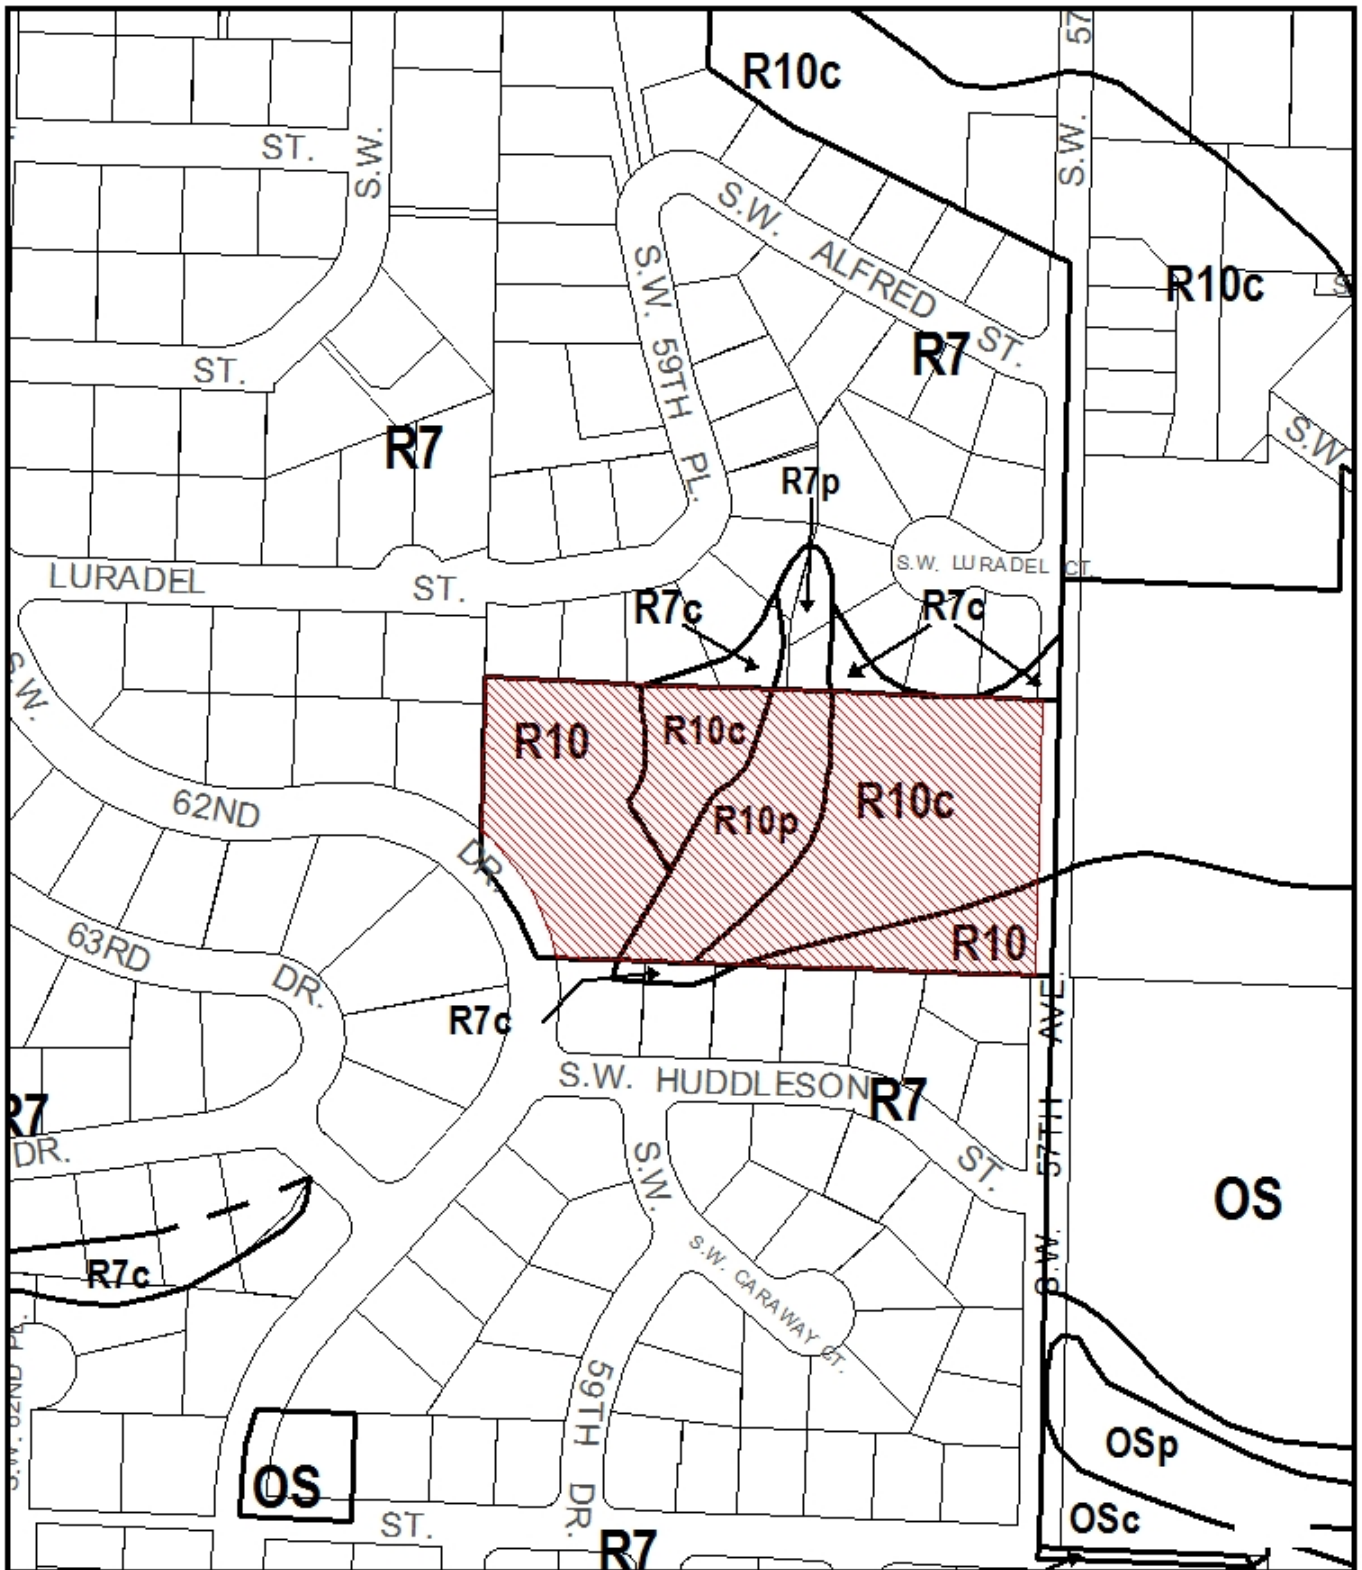 R10c
57
ST.
S.W.
S.W.
S.W. ALFRED ST.
S.W. 59TH PL.
R10c
R7
ST.
R7
S.W
R7p
LURADEL ST.
S.W. LURADEL CT.
R7c
R7c
S.W.
62ND
DR.
R10
R10c
R10p
R10c
R10
63RD
DR.
R7c
S.W. HUDDLESON
ST.
R7
R7
DR.
S.W. 57TH AVE.
S.W.
OS
S.W. CARAWAY CT.
R7c
S.W. 62ND PL.
59TH DR.
OS
OSp
OSc
ST.
R7